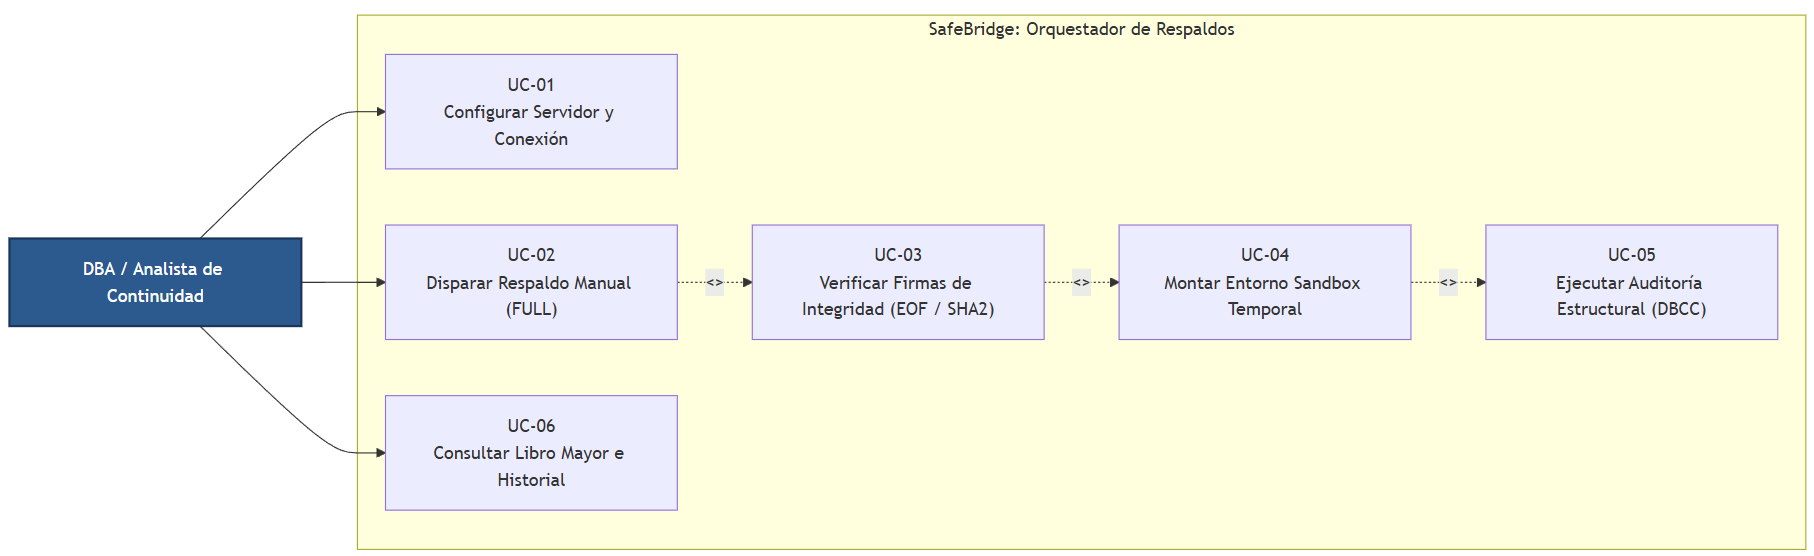 SafeBridge: Orquestador de Respaldos
UC-01
Configurar Servidor y
Conexión
DBA / Analista de
Continuidad
UC-02
Disparar Respaldo Manual
(FULL)
<>
UC-03
Verificar Firmas de
Integridad (EOF / SHA2)
<>
UC-04
Montar Entorno Sandbox
Temporal
<>
UC-05
Ejecutar Auditoría
Estructural (DBCC)
UC-06
Consultar Libro Mayor e
Historial